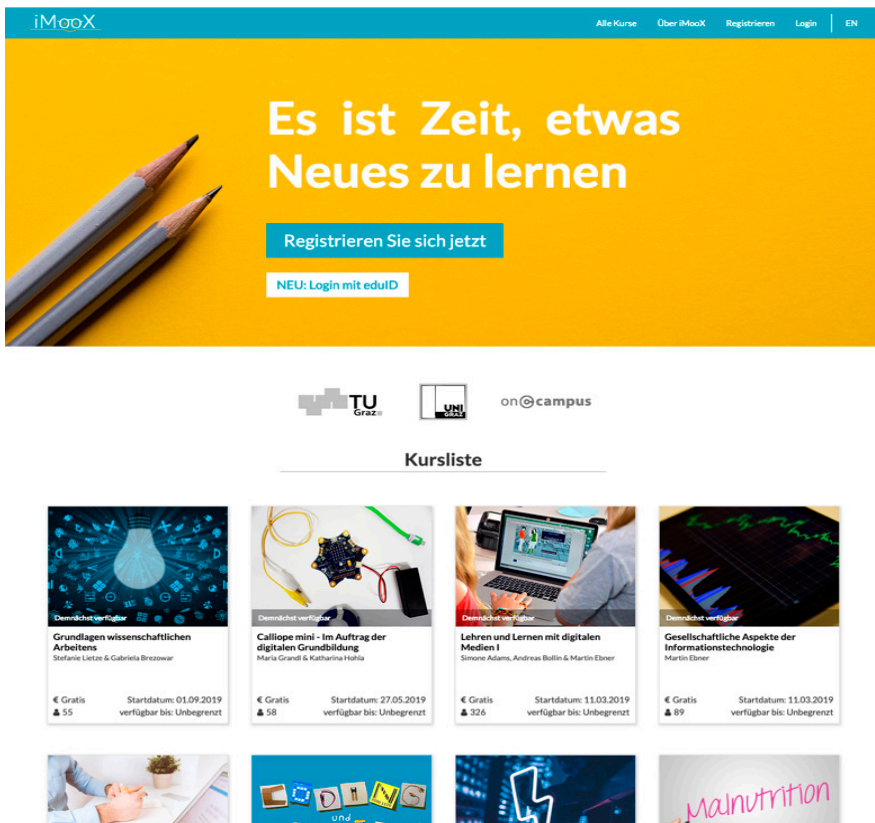 iMooX
Alle Kurse Über iMooX Registrieren Login EN
Es ist Zeit, etwas
Neues zu lernen
Registrieren Sie sich jetzt
NEU: Login mit eduID
TU
Graz
UNI
GRAZ
oncampus
Kursliste
Demnächst verfügbar
Grundlagen wissenschaftlichen
Arbeitens
Stefanie Lietze & Gabriela Brezowar
€ Gratis Startdatum: 01.09.2019
55 verfügbar bis: Unbegrenzt
Demnächst verfügbar
Calliope mini - Im Auftrag der
digitalen Grundbildung
Maria Grandl & Katharina Hohla
€ Gratis Startdatum: 27.05.2019
58 verfügbar bis: Unbegrenzt
Demnächst verfügbar
Lehren und Lernen mit digitalen
Medien I
Simone Adams, Andreas Bollin & Martin Ebner
€ Gratis Startdatum: 11.03.2019
326 verfügbar bis: Unbegrenzt
Demnächst verfügbar
Gesellschaftliche Aspekte der
Informationstechnologie
Martin Ebner
€ Gratis Startdatum: 11.03.2019
89 verfügbar bis: Unbegrenzt
CODING
und
Malnutrition